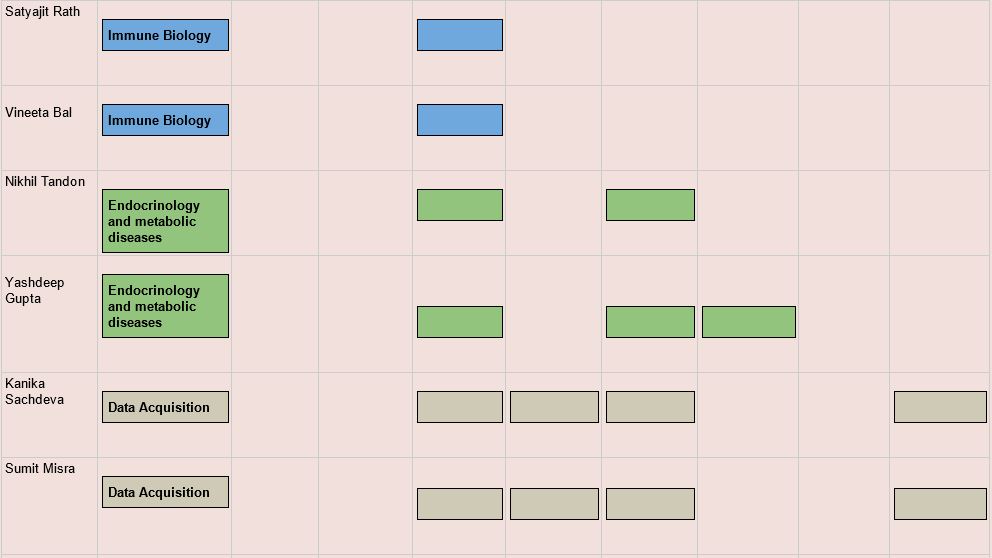 Satyajit Rath
Immune Biology
Vineeta Bal
Immune Biology
Nikhil Tandon
Endocrinology
and metabolic
diseases
Yashdeep
Gupta
Endocrinology
and metabolic
diseases
Kanika
Sachdeva
Data Acquisition
Sumit Misra
Data Acquisition